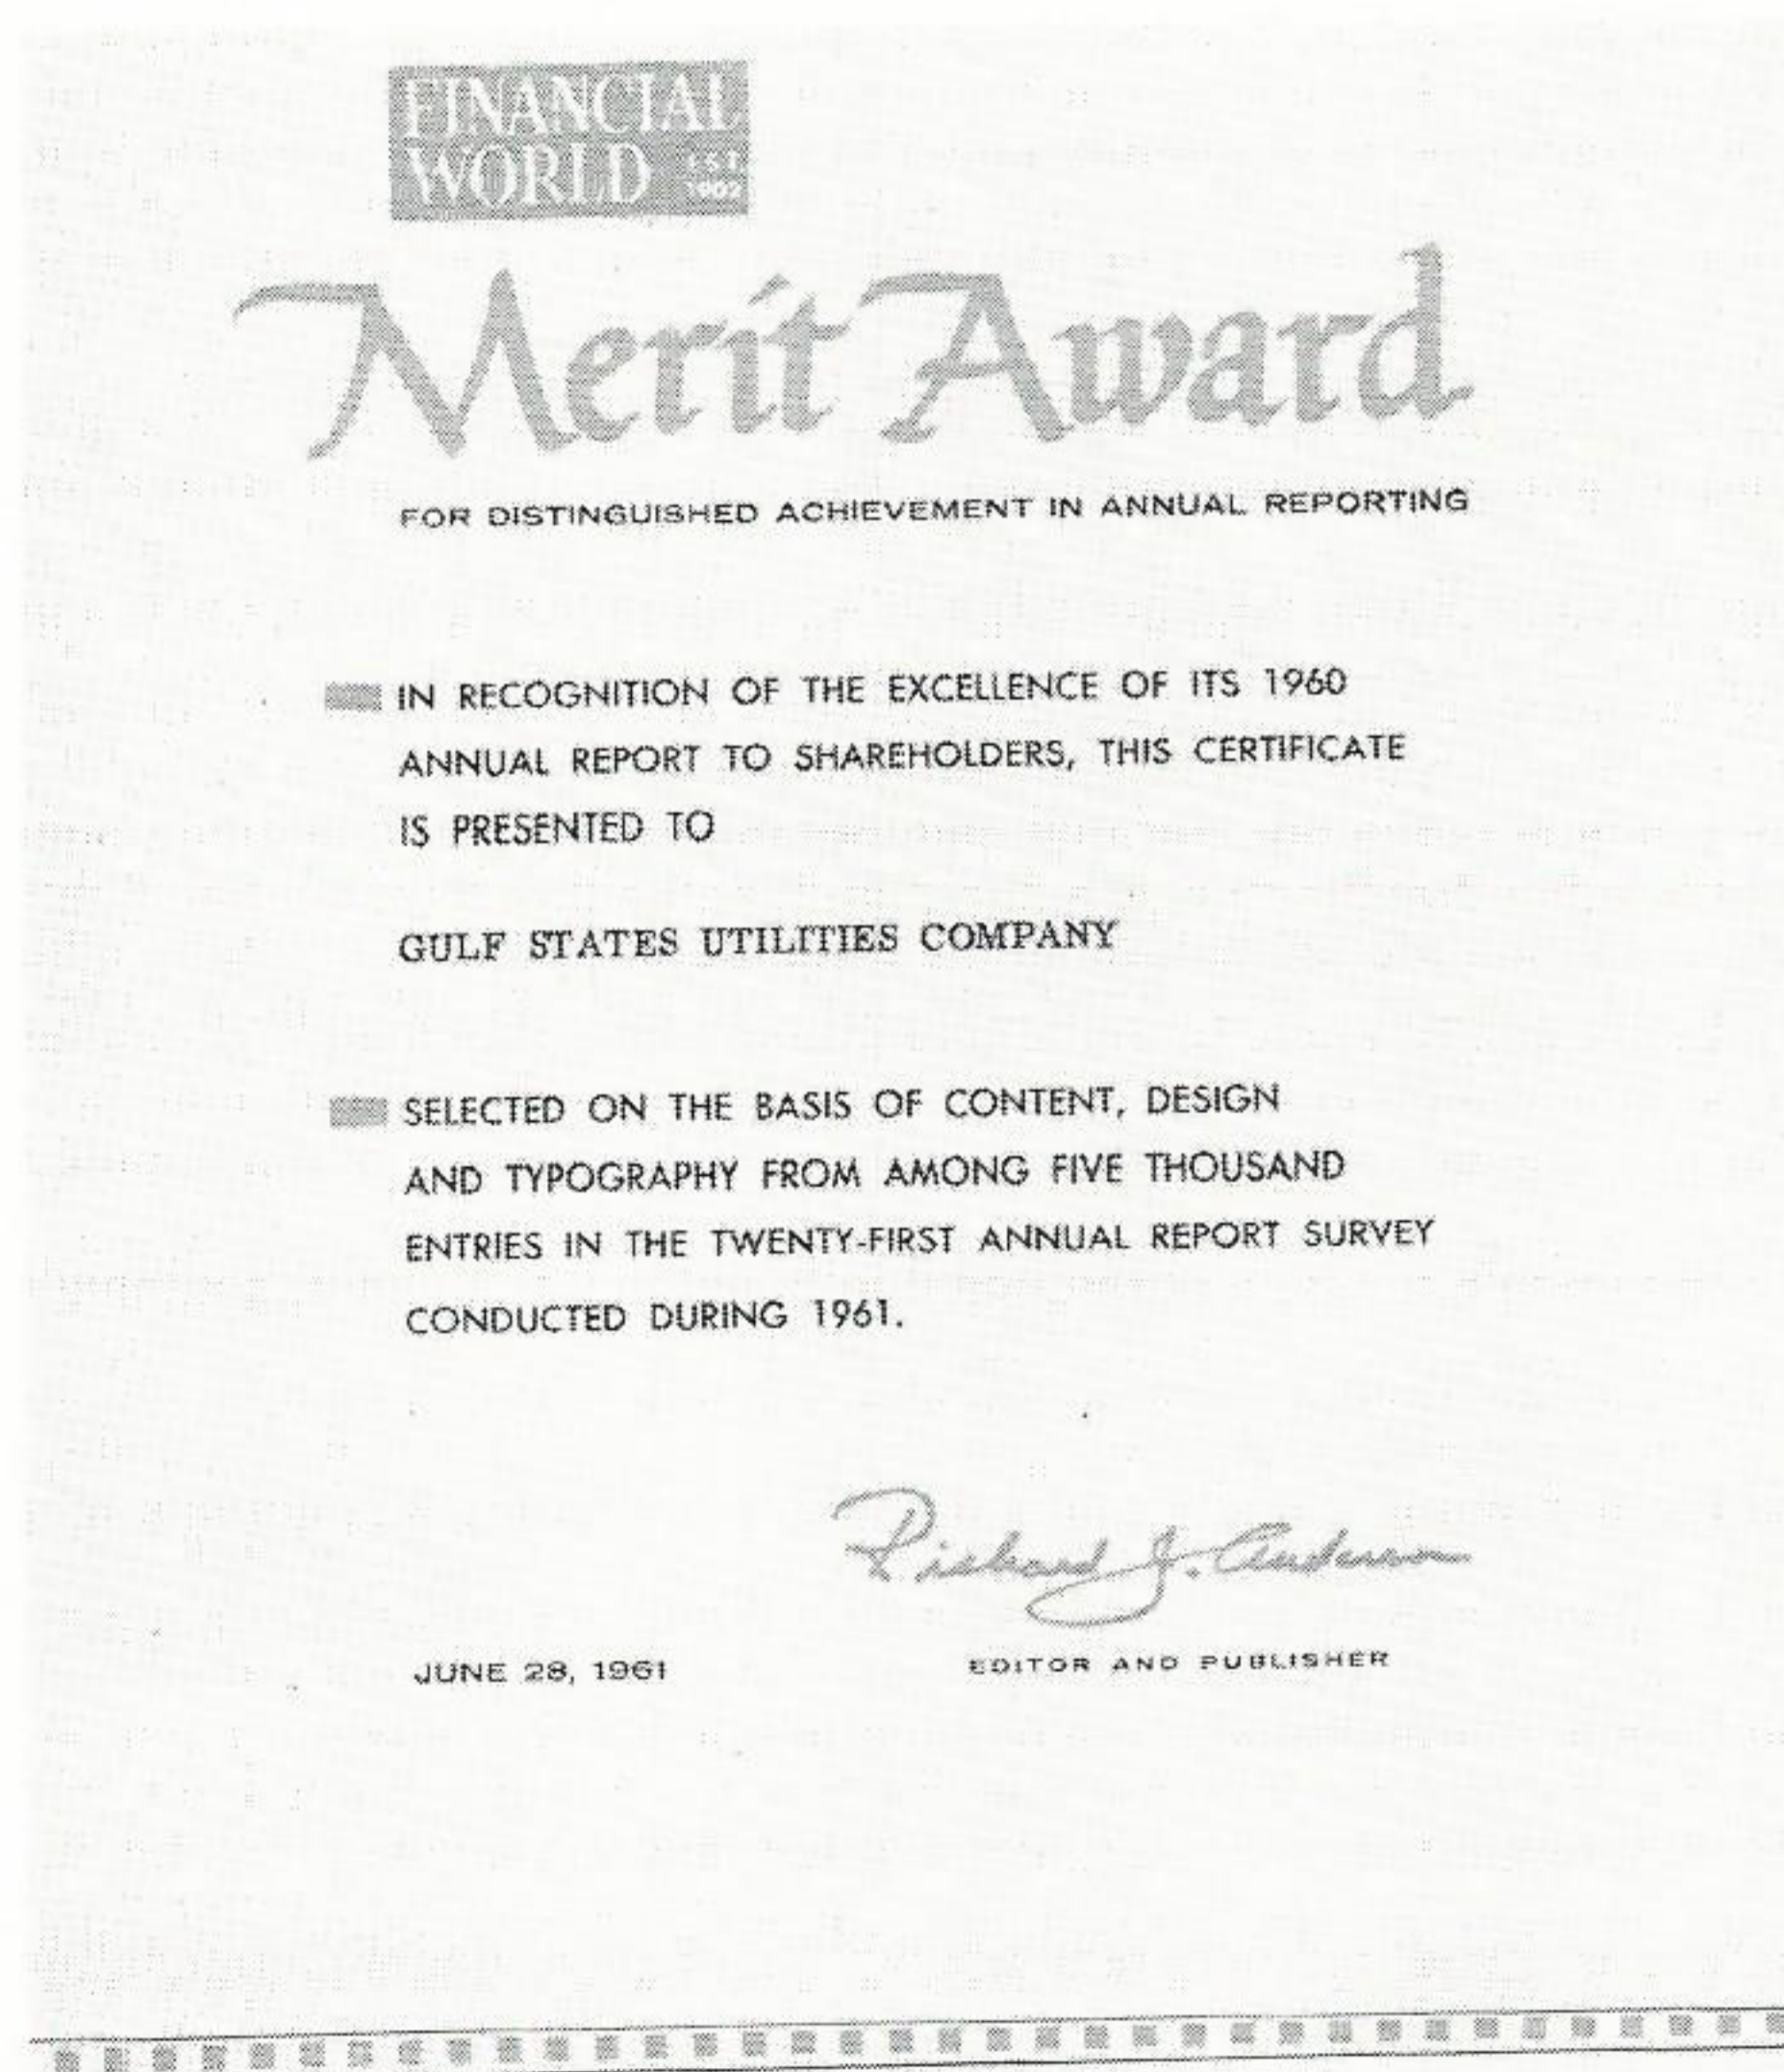 FINANCIAL
WORLD EST 1902
Merit Award
FOR DISTINGUISHED ACHIEVEMENT IN ANNUAL REPORTING
IN RECOGNITION OF THE EXCELLENCE OF ITS 1960
ANNUAL REPORT TO SHAREHOLDERS, THIS CERTIFICATE
IS PRESENTED TO
GULF STATES UTILITIES COMPANY
SELECTED ON THE BASIS OF CONTENT, DESIGN
AND TYPOGRAPHY FROM AMONG FIVE THOUSAND
ENTRIES IN THE TWENTY-FIRST ANNUAL REPORT SURVEY
CONDUCTED DURING 1961.
Richard J. Anderson
JUNE 28, 1961 EDITOR AND PUBLISHER